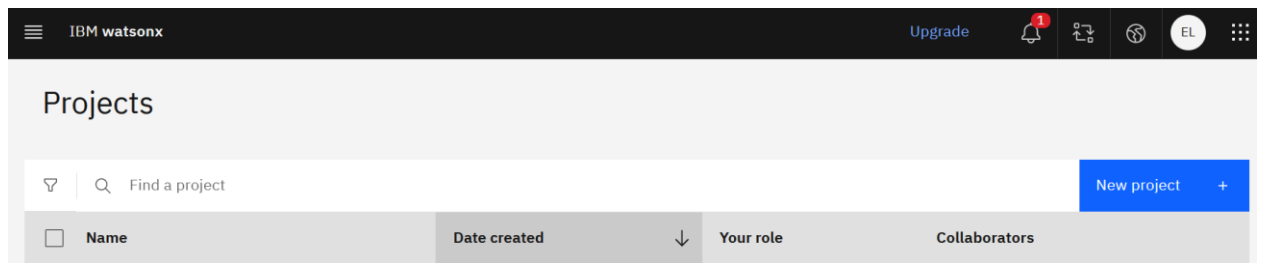 IBM watsonx Upgrade 1 EL
Projects
Find a project New project +
Name Date created Your role Collaborators